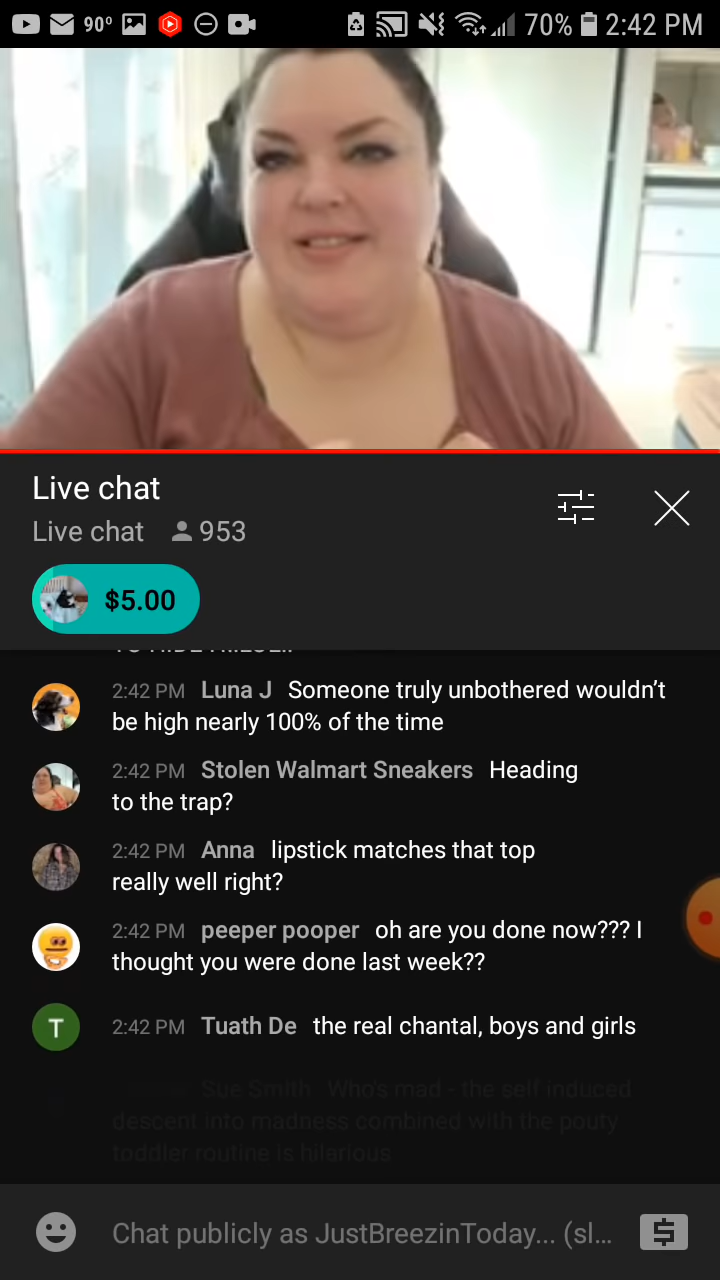 90° 70% 2:42 PM
Live chat
Live chat 953
$5.00
2:42 PM Luna J Someone truly unbothered wouldn't
be high nearly 100% of the time
2:42 PM Stolen Walmart Sneakers Heading
to the trap?
2:42 PM Anna lipstick matches that top
really well right?
2:42 PM peeper pooper oh are you done now??? I
thought you were done last week??
T 2:42 PM Tuath De the real chantal, boys and girls
Sue Smith Who's mad - the self induced
descent into madness combined with the pouty
toddler routine is hilarious
Chat publicly as JustBreezinToday... (sl...